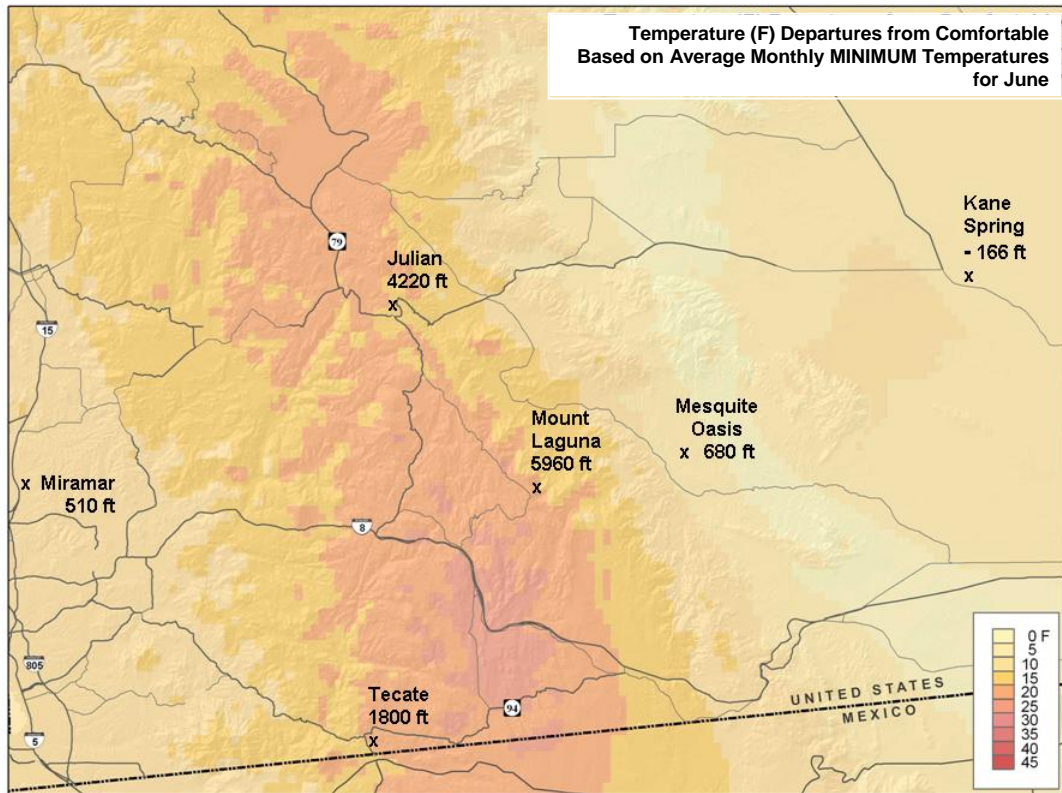 Temperature (F) Departures from Comfortable
Based on Average Monthly MINIMUM Temperatures
for June
Kane
Spring
- 166 ft
x
79
Julian
4220 ft
x
15
Mount
Laguna
5960 ft
x
Mesquite
Oasis
x 680 ft
x Miramar
510 ft
8
805
5
Tecate
1800 ft
x
94
UNITED STATES
MEXICO
0 F
5
10
15
20
25
30
35
40
45